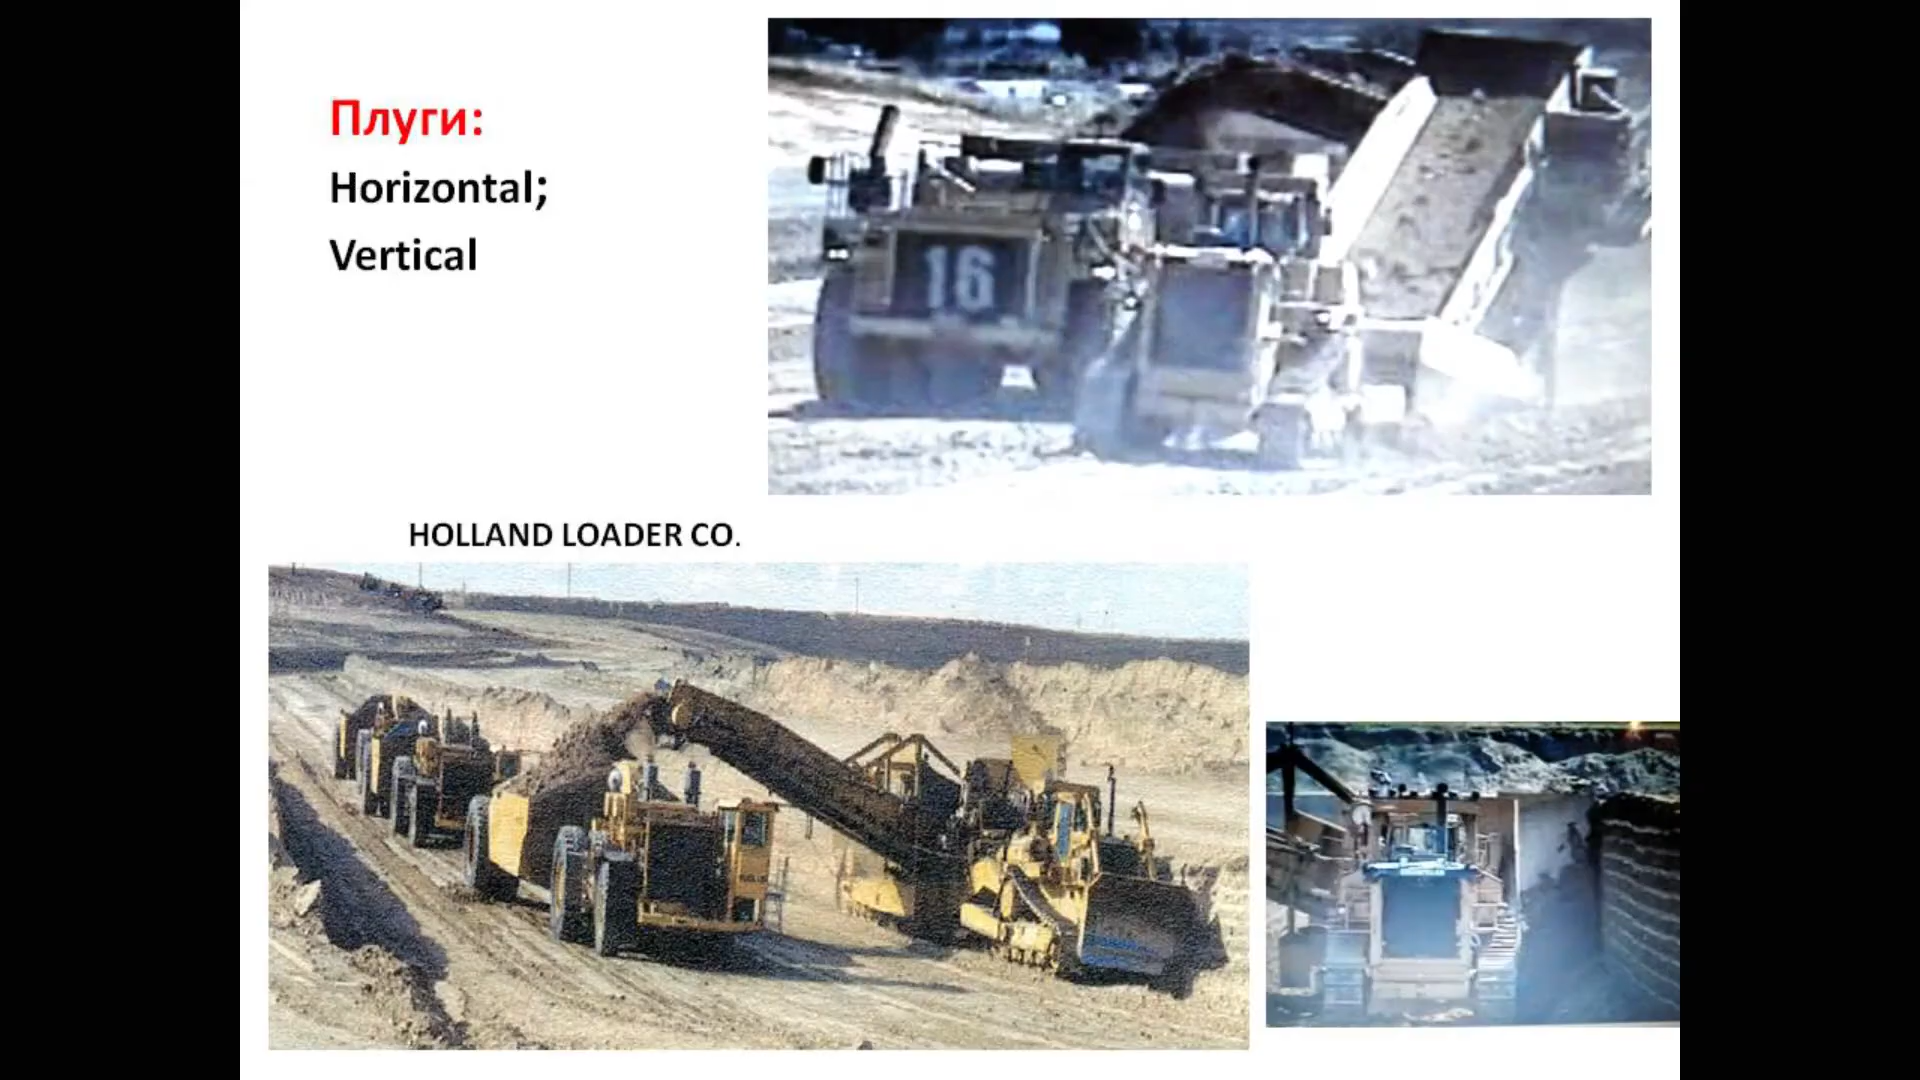 Плуги:
Horizontal;
Vertical
16
HOLLAND LOADER CO.